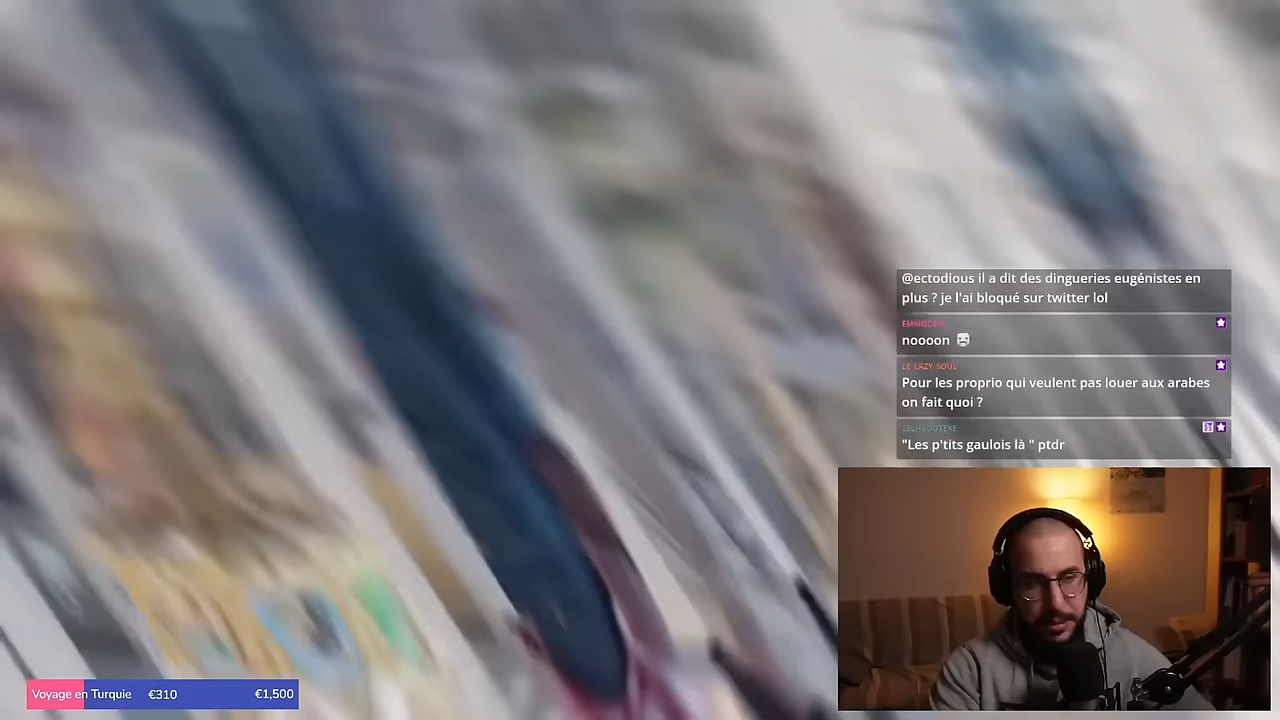 @ectodious il a dit des dingueries eugénistes en
plus ? je l'ai bloqué sur twitter lol
noooon
LE LAZY SOUL
Pour les proprio qui veulent pas louer aux arabes
on fait quoi ?
"Les p'tits gaulois là " ptdr
Voyage en Turquie €310 €1,500